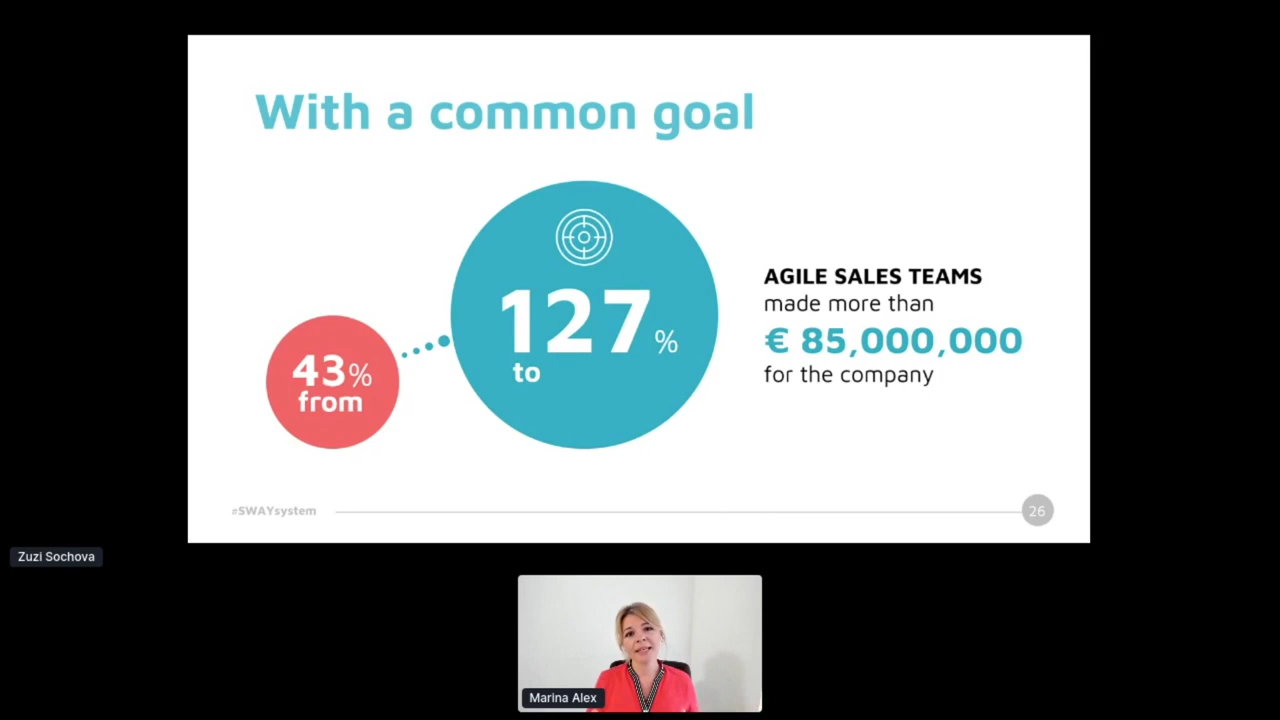 With a common goal
43%
from
127%
to
AGILE SALES TEAMS
made more than
€ 85,000,000
for the company
#SWAYsystem
26
Zuzi Sochova
Marina Alex